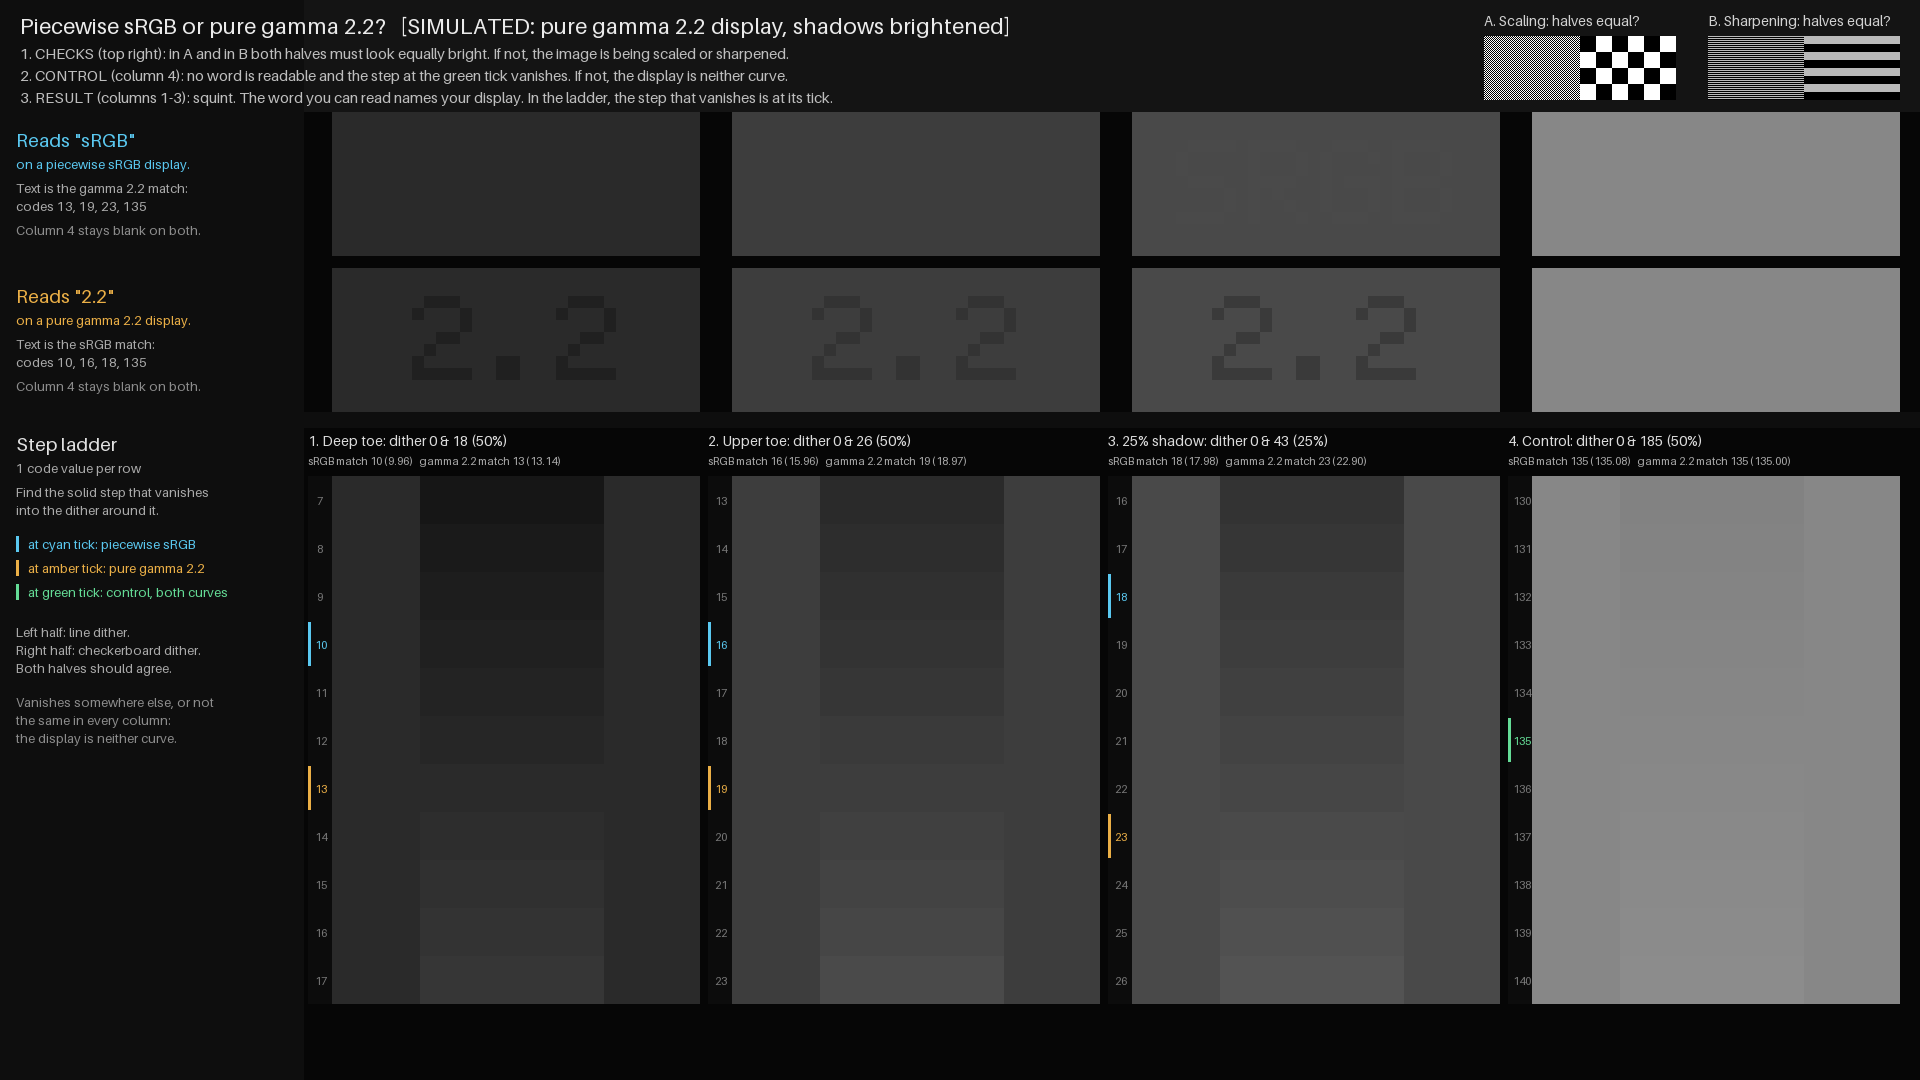 Piecewise sRGB or pure gamma 2.2?   [SIMULATED: pure gamma 2.2 display, shadows brightened]
1. CHECKS (top right): in A and in B both halves must look equally bright. If not, the image is being scaled or sharpened.
2. CONTROL (column 4): no word is readable and the step at the green tick vanishes. If not, the display is neither curve.
3. RESULT (columns 1-3): squint. The word you can read names your display. In the ladder, the step that vanishes is at its tick.
A. Scaling: halves equal?
B. Sharpening: halves equal?
Reads "sRGB"
on a piecewise sRGB display.
Text is the gamma 2.2 match:
codes 13, 19, 23, 135
Column 4 stays blank on both.
sRGB
Reads "2.2"
on a pure gamma 2.2 display.
Text is the sRGB match:
codes 10, 16, 18, 135
Column 4 stays blank on both.
2.2
2.2
2.2
Step ladder
1 code value per row
Find the solid step that vanishes
into the dither around it.
at cyan tick: piecewise sRGB
at amber tick: pure gamma 2.2
at green tick: control, both curves
Left half: line dither.
Right half: checkerboard dither.
Both halves should agree.
Vanishes somewhere else, or not
the same in every column:
the display is neither curve.
1. Deep toe: dither 0 & 18 (50%)
sRGB match 10 (9.96)   gamma 2.2 match 13 (13.14)
7
8
9
10
11
12
13
14
15
16
17
2. Upper toe: dither 0 & 26 (50%)
sRGB match 16 (15.96)   gamma 2.2 match 19 (18.97)
13
14
15
16
17
18
19
20
21
22
23
3. 25% shadow: dither 0 & 43 (25%)
sRGB match 18 (17.98)   gamma 2.2 match 23 (22.90)
16
17
18
19
20
21
22
23
24
25
26
4. Control: dither 0 & 185 (50%)
sRGB match 135 (135.08)   gamma 2.2 match 135 (135.00)
130
131
132
133
134
135
136
137
138
139
140